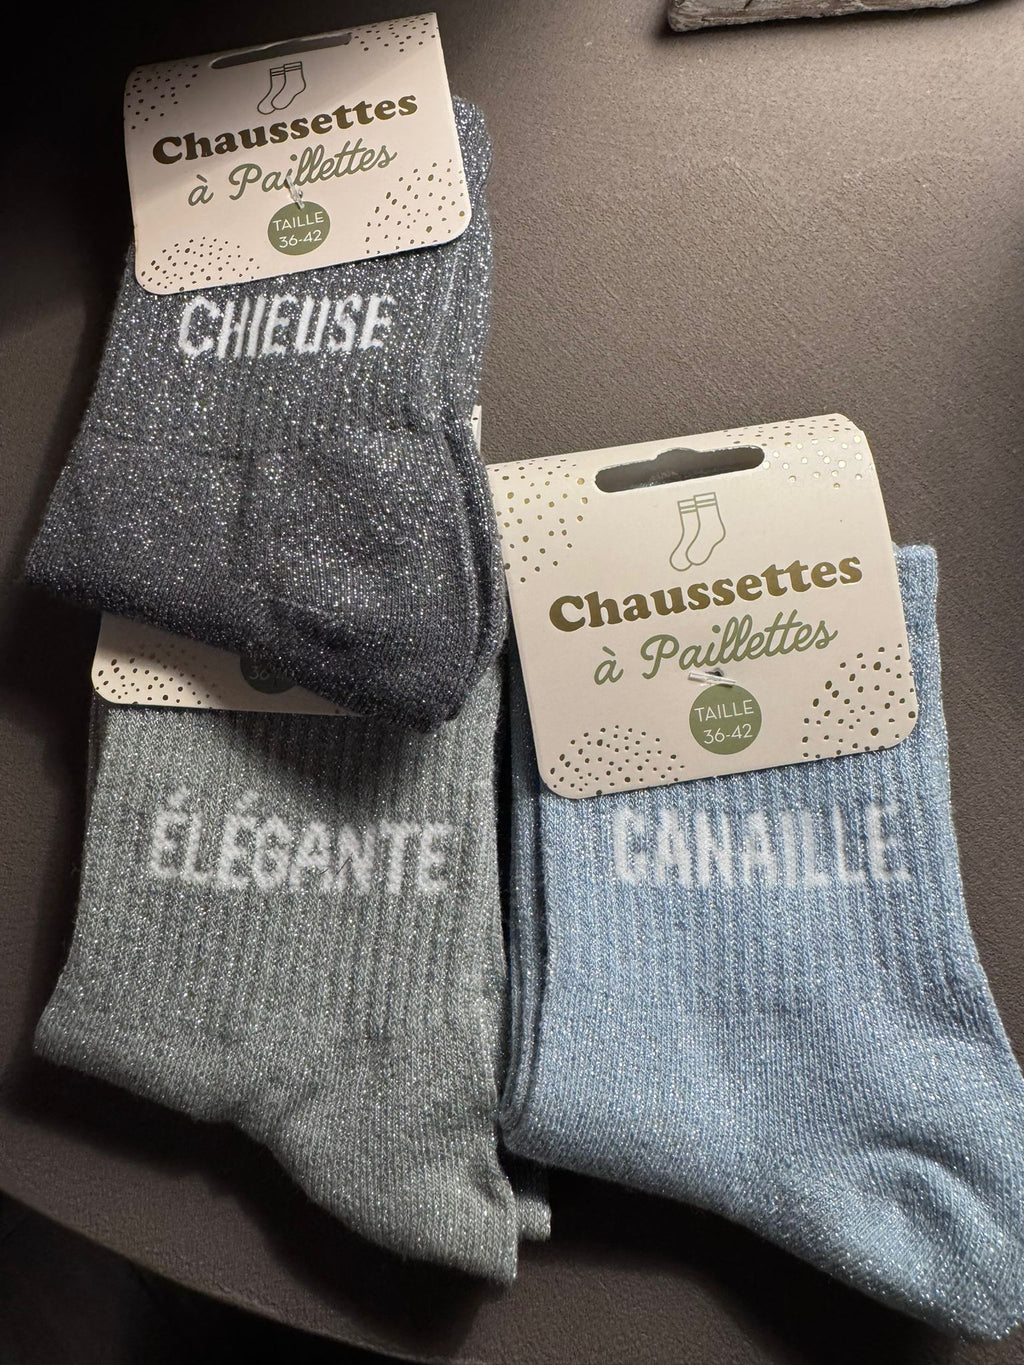 Chaussettes
à Paillettes
TAILLE
36-42
CHIEUSE
Chaussettes
à Paillettes
TAILLE
36-42
ÉLÉGANTE
CANAILLE